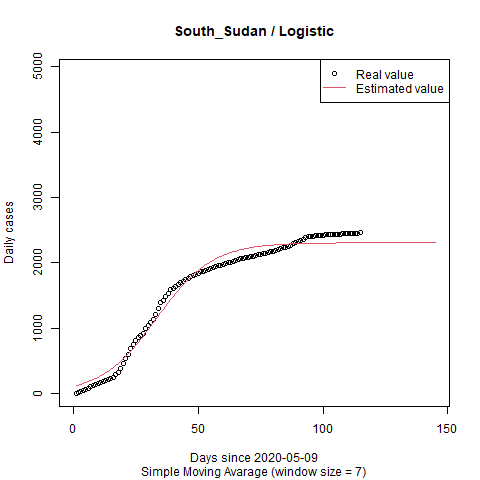 South_Sudan / Logistic
Real value
Estimated value
5000
4000
3000
2000
1000
0
Daily cases
0
50
100
150
Days since 2020-05-09
Simple Moving Avarage (window size = 7)